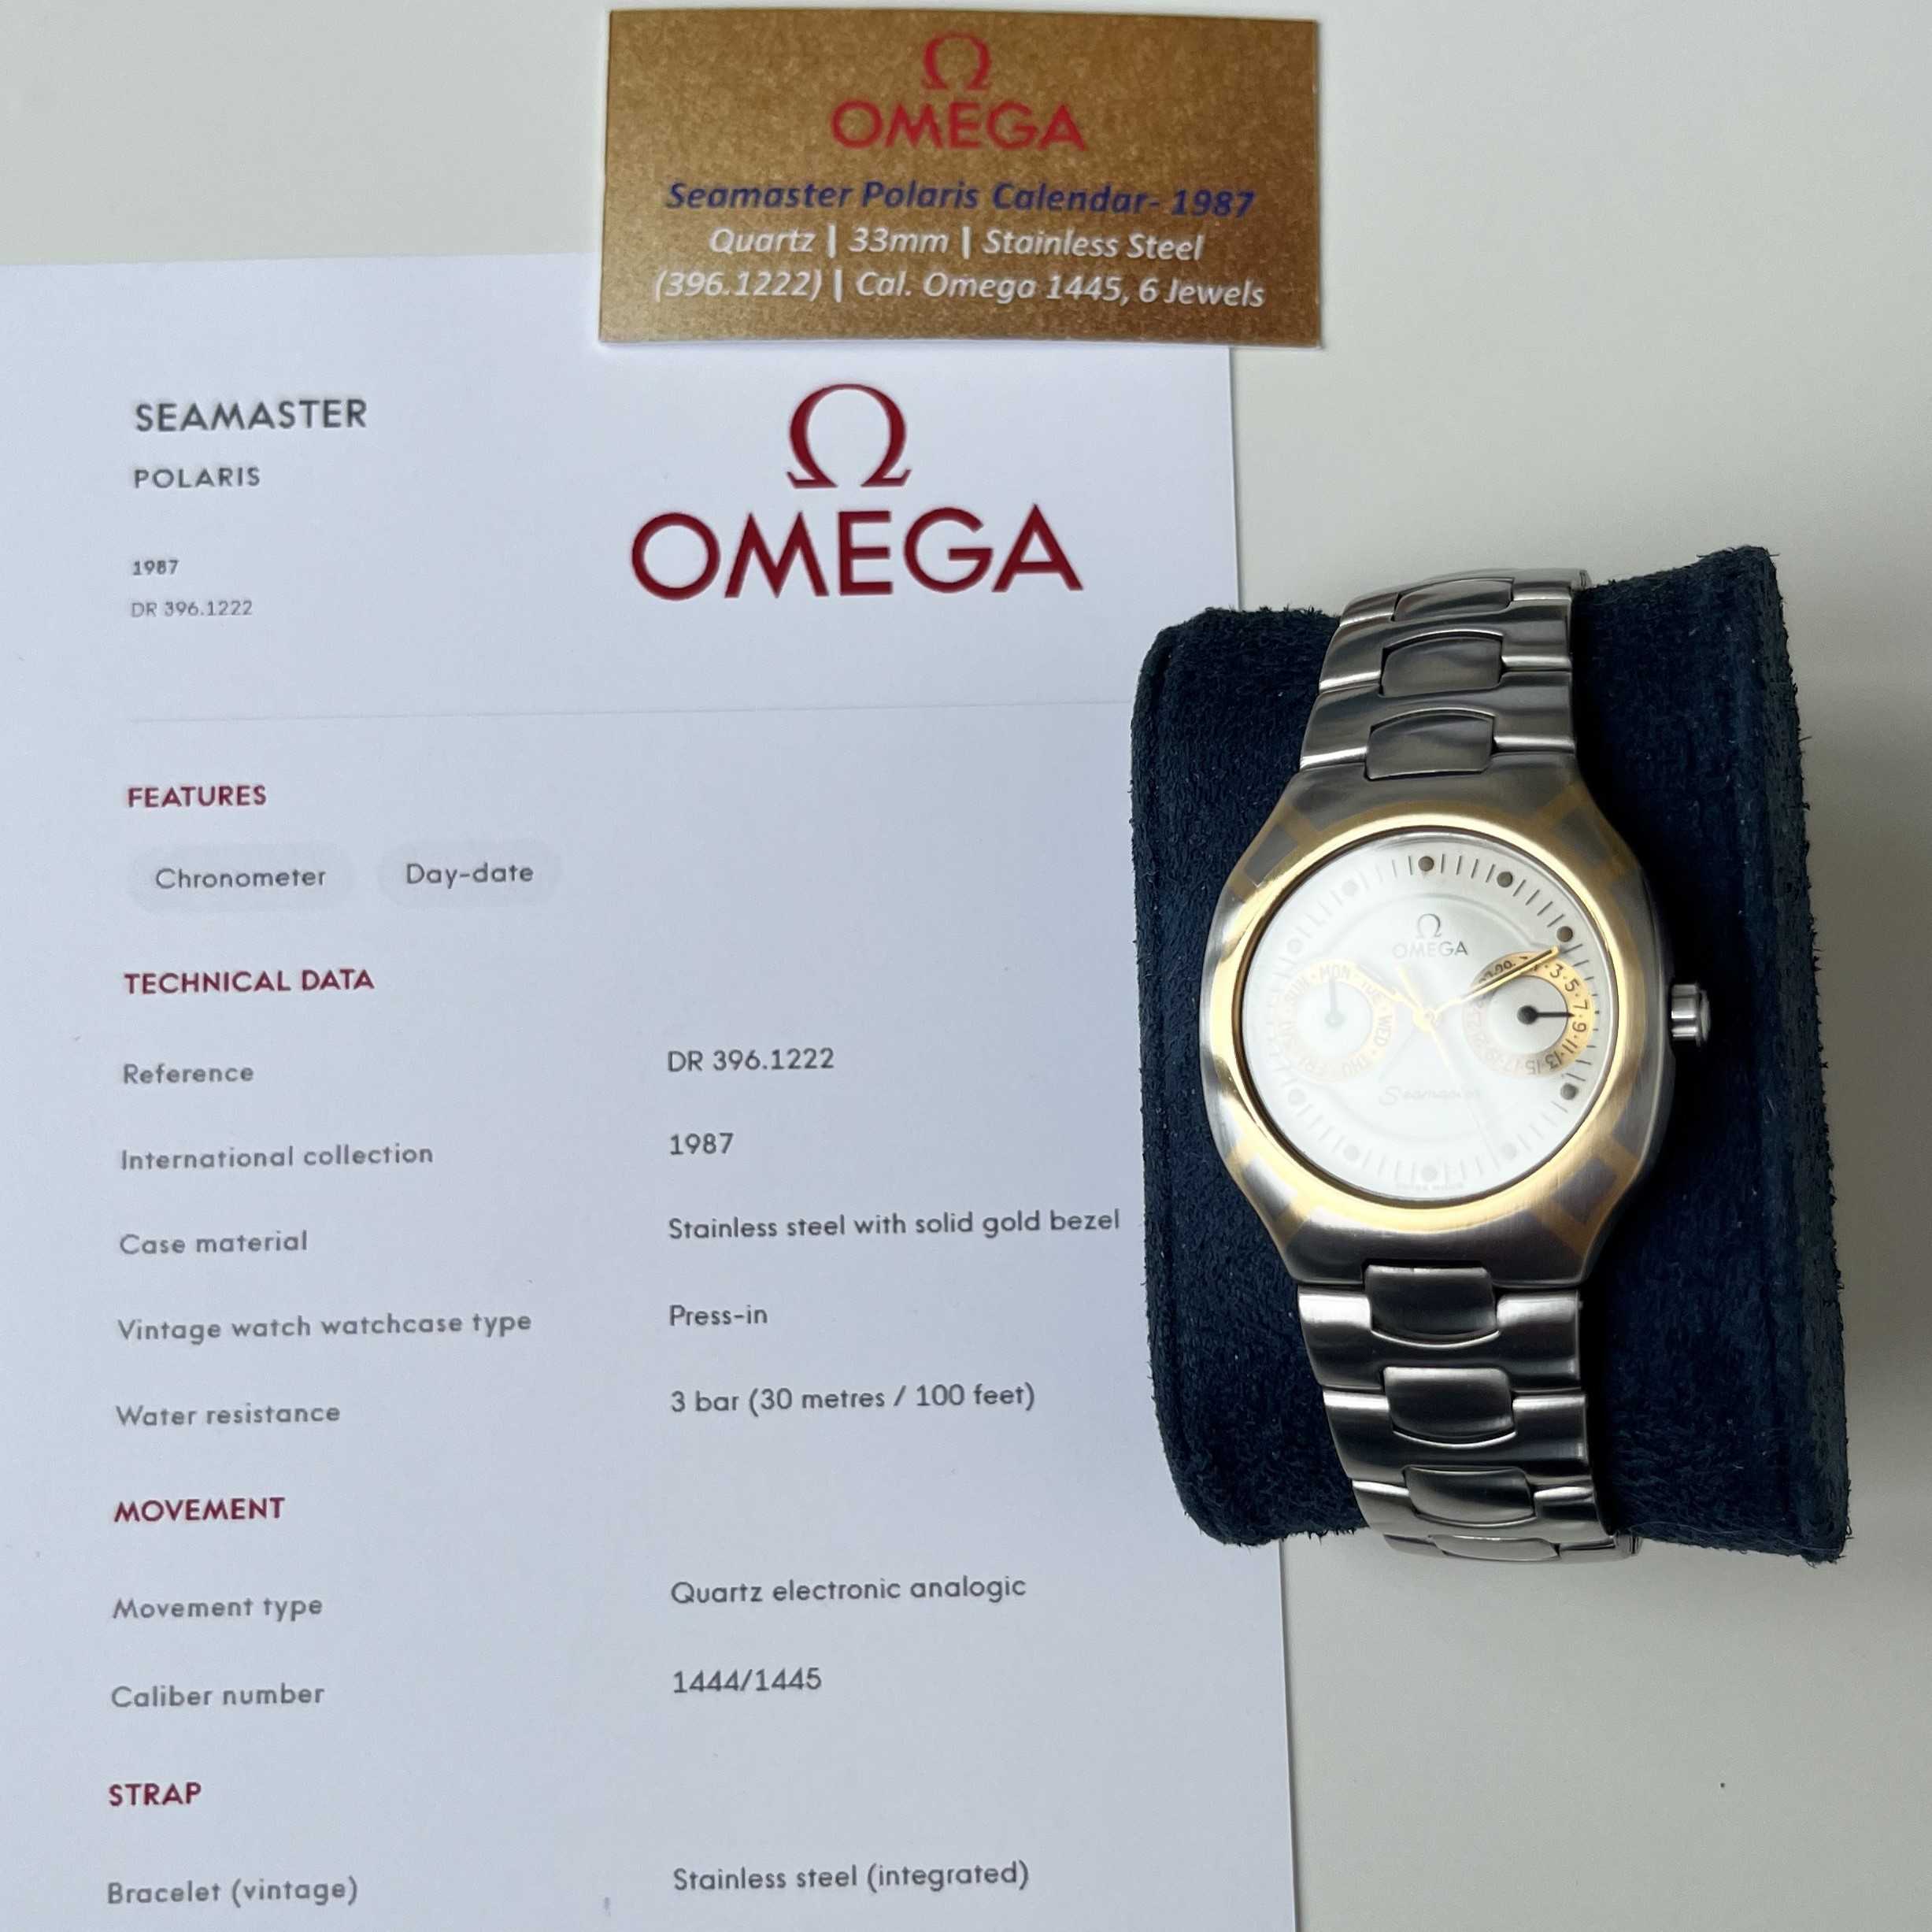 Ω
OMEGA
Seamaster Polaris Calendar- 1987
Quartz | 33mm | Stainless Steel
(396.1222) | Cal. Omega 1445, 6 Jewels
SEAMASTER
POLARIS
1987
DR 396.1222
Ω
OMEGA
FEATURES
Chronometer Day-date
TECHNICAL DATA
Reference DR 396.1222
International collection 1987
Case material Stainless steel with solid gold bezel
Vintage watch watchcase type Press-in
Water resistance 3 bar (30 metres / 100 feet)
MOVEMENT
Movement type Quartz electronic analogic
Caliber number 1444/1445
STRAP
Bracelet (vintage) Stainless steel (integrated)
Ω
OMEGA
SUN MON TUE WED THU FRI SAT
3·5·7·9·11·13·15·17
Seamaster